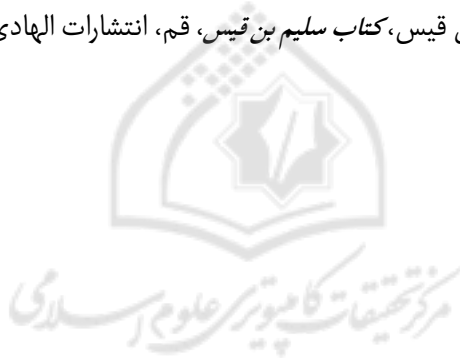 قیس، کتاب سلیم بن قیس، قم، انتشارات الهادی
مرکز تحقیقات کامپیوتری علوم اسلامی